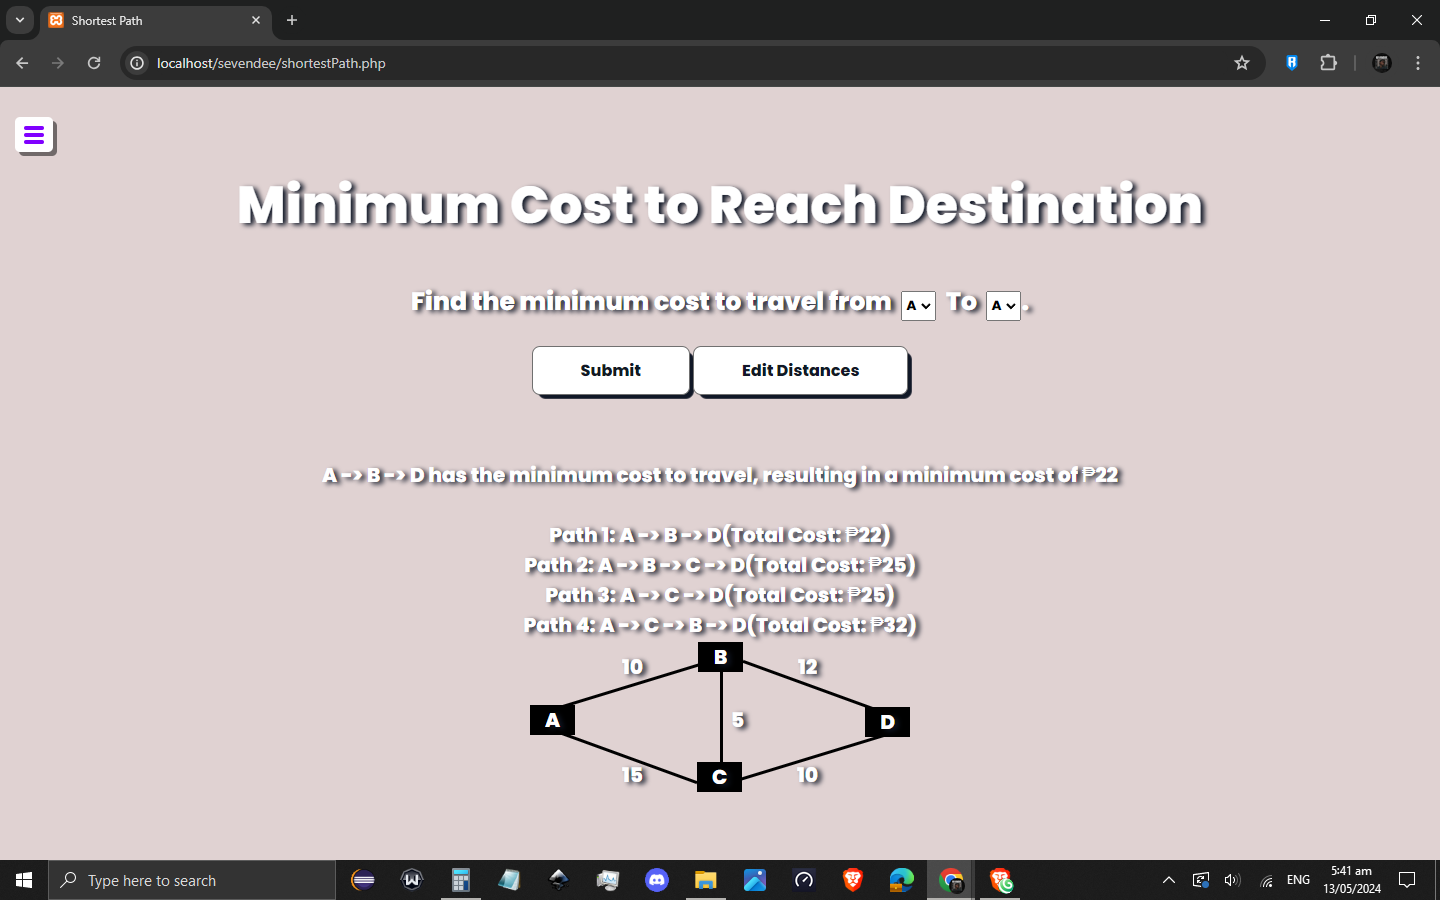 Shortest Path
localhost/sevendee/shortestPath.php
Minimum Cost to Reach Destination
Find the minimum cost to travel from A To A.
Submit Edit Distances
A -> B -> D has the minimum cost to travel, resulting in a minimum cost of ₱22
Path 1: A -> B -> D(Total Cost: ₱22)
Path 2: A -> B -> C -> D(Total Cost: ₱25)
Path 3: A -> C -> D(Total Cost: ₱25)
Path 4: A -> C -> B -> D(Total Cost: ₱32)
B
10 12
A 5 D
15 10
C
Type here to search
ENG
5:41 am
13/05/2024